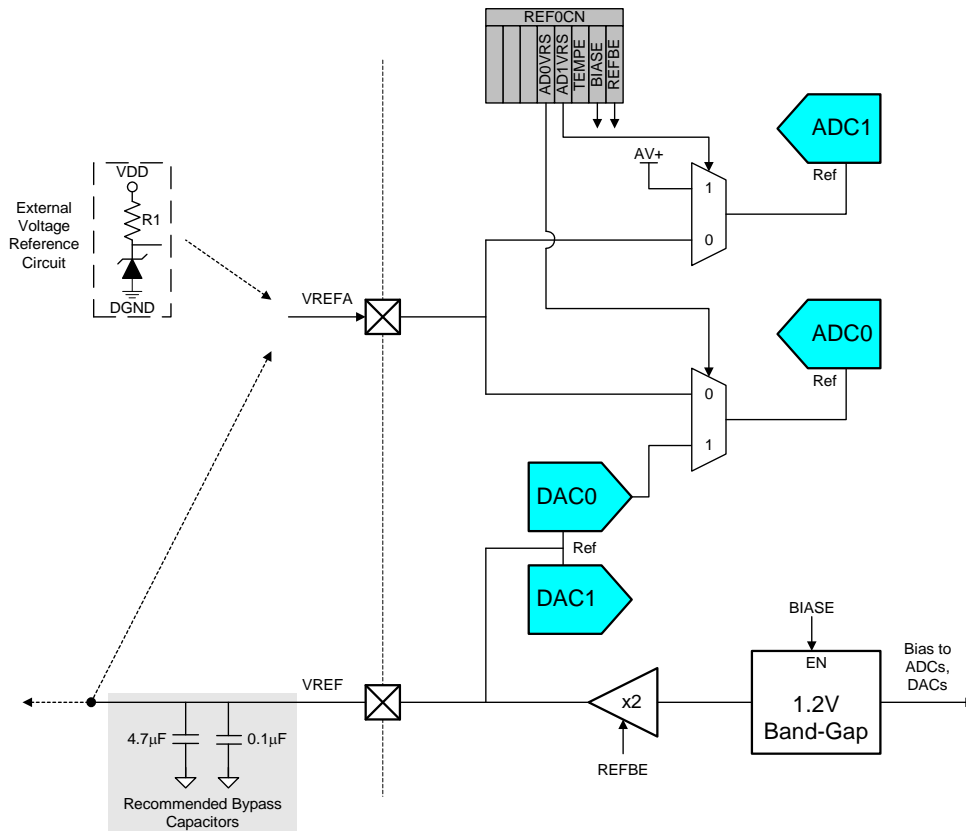 REF0CN
AD0VRS
AD1VRS
TEMPE
BIASE
REFBE
ADC1
Ref
AV+
1
0
VDD
R1
DGND
External
Voltage
Reference
Circuit
VREFA
ADC0
Ref
0
1
DAC0
Ref
DAC1
BIASE
EN
1.2V
Band-Gap
Bias to
ADCs,
DACs
x2
REFBE
VREF
4.7µF
0.1µF
Recommended Bypass
Capacitors